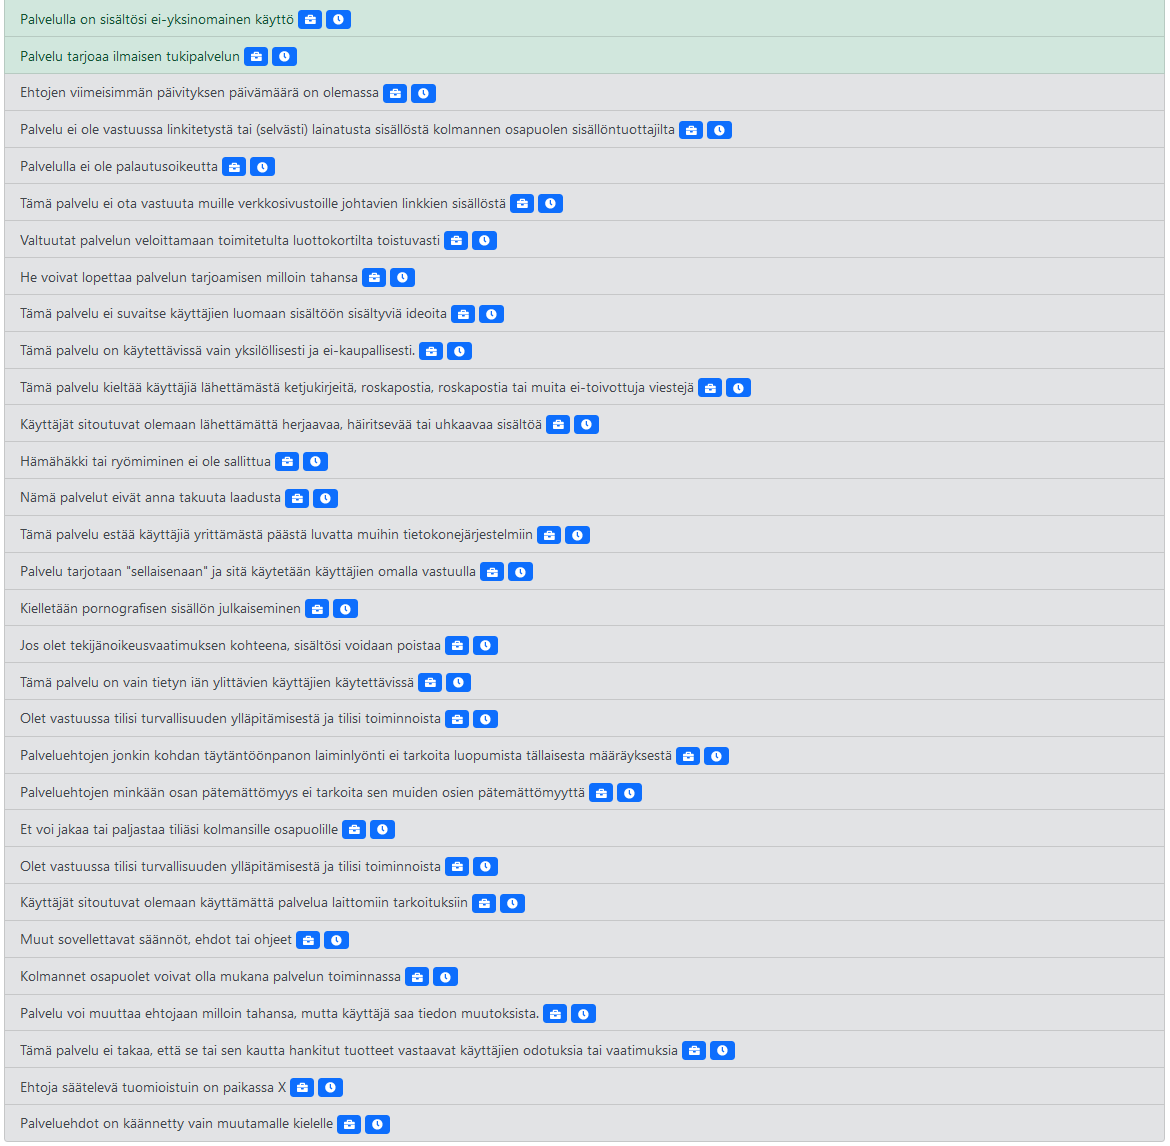 Palvelulla on sisältösi ei-yksinomainen käyttö
Palvelu tarjoaa ilmaisen tukipalvelun
Ehtojen viimeisimmän päivityksen päivämäärä on olemassa
Palvelu ei ole vastuussa linkitetystä tai (selvästi) lainatusta sisällöstä kolmannen osapuolen sisällöntuottajilta
Palvelulla ei ole palautusoikeutta
Tämä palvelu ei ota vastuuta muille verkkosivustoille johtavien linkkien sisällöstä
Valtuutat palvelun veloittamaan toimitetulta luottokortilta toistuvasti
He voivat lopettaa palvelun tarjoamisen milloin tahansa
Tämä palvelu ei suvaitse käyttäjien luomaan sisältöön sisältyviä ideoita
Tämä palvelu on käytettävissä vain yksilöllisesti ja ei-kaupallisesti.
Tämä palvelu kieltää käyttäjiä lähettämästä ketjukirjeitä, roskapostia, roskapostia tai muita ei-toivottuja viestejä
Käyttäjät sitoutuvat olemaan lähettämättä herjaavaa, häiritsevää tai uhkaavaa sisältöä
Hämähäkki tai ryömiminen ei ole sallittua
Nämä palvelut eivät anna takuuta laadusta
Tämä palvelu estää käyttäjiä yrittämästä päästä luvatta muihin tietokonejärjestelmiin
Palvelu tarjotaan "sellaisenaan" ja sitä käytetään käyttäjien omalla vastuulla
Kielletään pornografisen sisällön julkaiseminen
Jos olet tekijänoikeusvaatimuksen kohteena, sisältösi voidaan poistaa
Tämä palvelu on vain tietyn iän ylittävien käyttäjien käytettävissä
Olet vastuussa tilisi turvallisuuden ylläpitämisestä ja tilisi toiminnoista
Palveluehtojen jonkin kohdan täytäntöönpanon laiminlyönti ei tarkoita luopumista tällaisesta määräyksestä
Palveluehtojen minkään osan pätemättömyys ei tarkoita sen muiden osien pätemättömyyttä
Et voi jakaa tai paljastaa tiliäsi kolmansille osapuolille
Olet vastuussa tilisi turvallisuuden ylläpitämisestä ja tilisi toiminnoista
Käyttäjät sitoutuvat olemaan käyttämättä palvelua laittomiin tarkoituksiin
Muut sovellettavat säännöt, ehdot tai ohjeet
Kolmannet osapuolet voivat olla mukana palvelun toiminnassa
Palvelu voi muuttaa ehtojaan milloin tahansa, mutta käyttäjä saa tiedon muutoksista.
Tämä palvelu ei takaa, että se tai sen kautta hankitut tuotteet vastaavat käyttäjien odotuksia tai vaatimuksia
Ehtoja säätelevä tuomioistuin on paikassa X
Palveluehdot on käännetty vain muutamalle kielelle